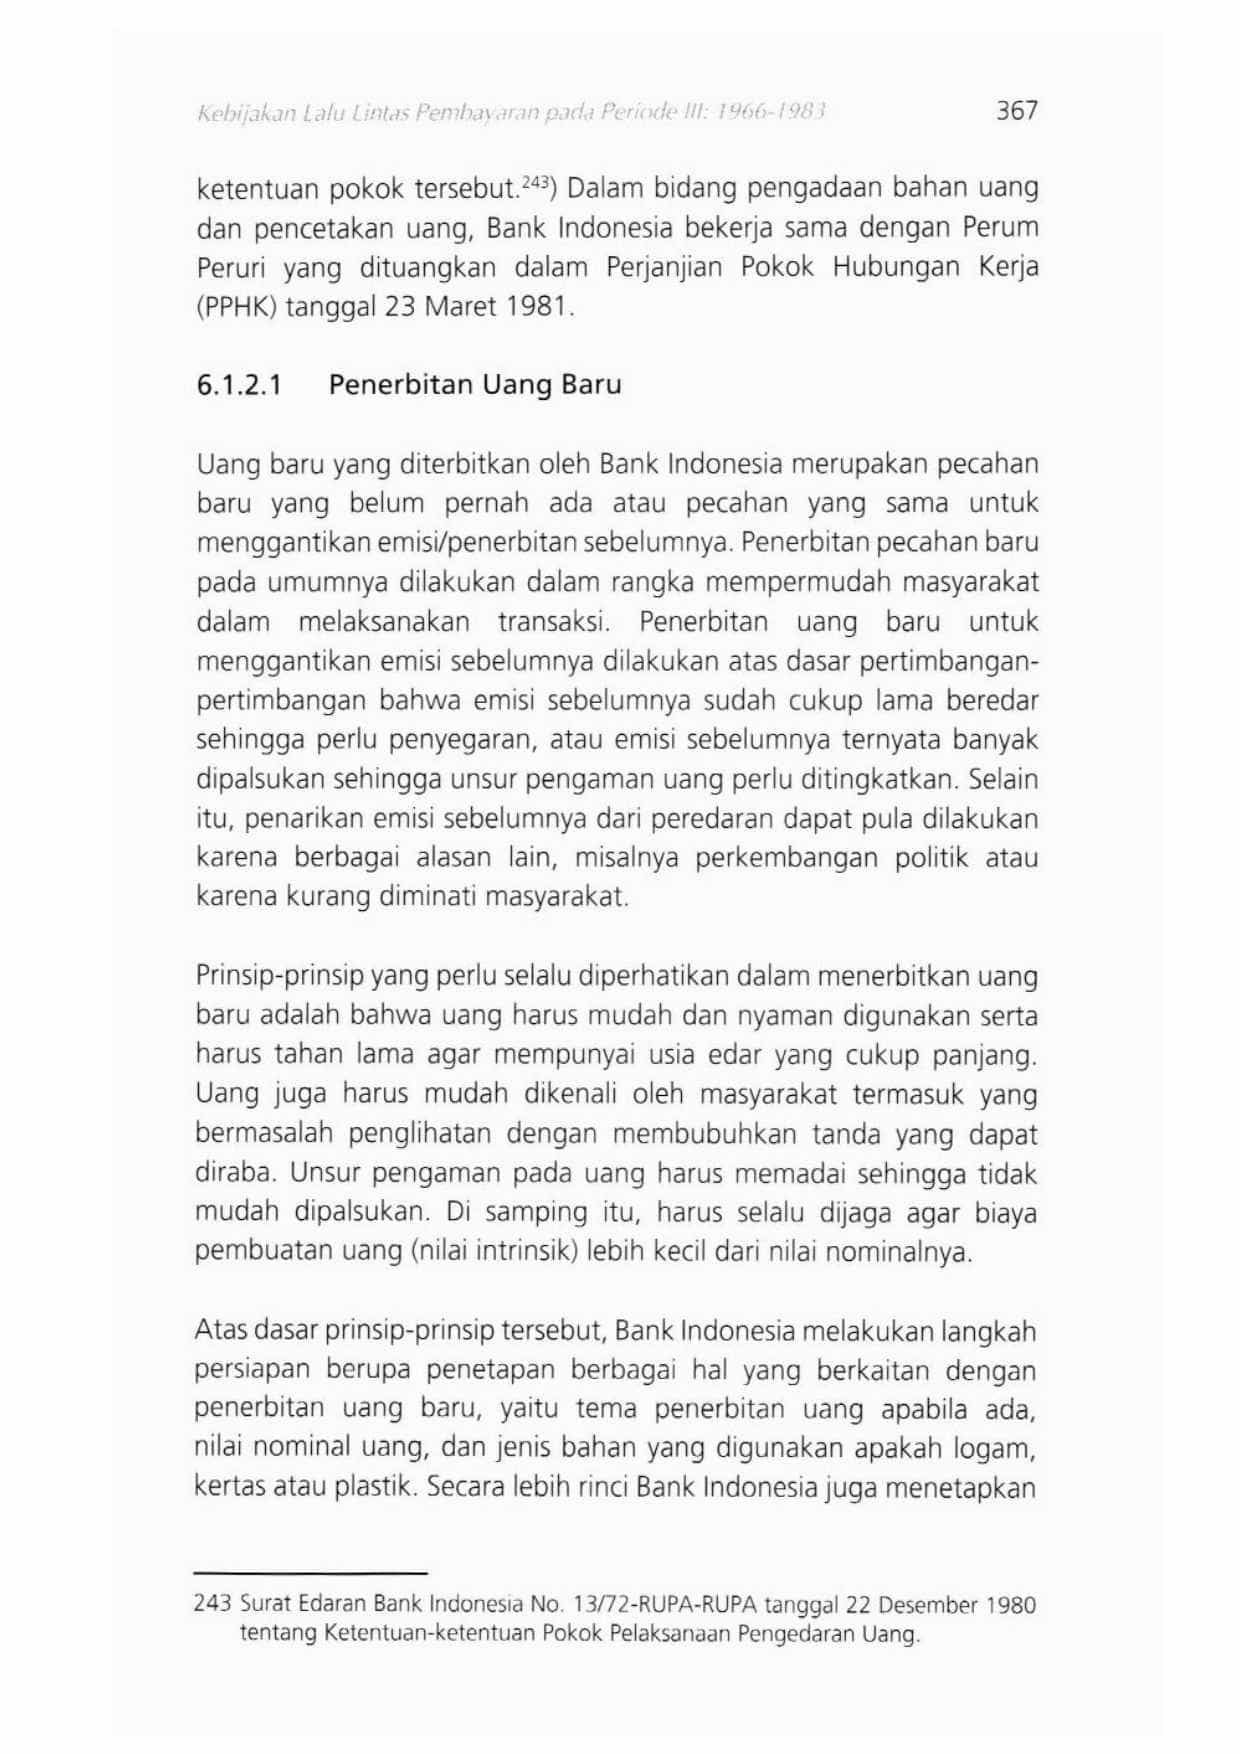 Kebijakan Lalu Lintas Pembayaran pada Periode III: 1966-1983 367
ketentuan pokok tersebut.²⁴³) Dalam bidang pengadaan bahan uang
dan pencetakan uang, Bank Indonesia bekerja sama dengan Perum
Peruri yang dituangkan dalam Perjanjian Pokok Hubungan Kerja
(PPHK) tanggal 23 Maret 1981.
6.1.2.1 Penerbitan Uang Baru
Uang baru yang diterbitkan oleh Bank Indonesia merupakan pecahan
baru yang belum pernah ada atau pecahan yang sama untuk
menggantikan emisi/penerbitan sebelumnya. Penerbitan pecahan baru
pada umumnya dilakukan dalam rangka mempermudah masyarakat
dalam melaksanakan transaksi. Penerbitan uang baru untuk
menggantikan emisi sebelumnya dilakukan atas dasar pertimbangan-
pertimbangan bahwa emisi sebelumnya sudah cukup lama beredar
sehingga perlu penyegaran, atau emisi sebelumnya ternyata banyak
dipalsukan sehingga unsur pengaman uang perlu ditingkatkan. Selain
itu, penarikan emisi sebelumnya dari peredaran dapat pula dilakukan
karena berbagai alasan lain, misalnya perkembangan politik atau
karena kurang diminati masyarakat.
Prinsip-prinsip yang perlu selalu diperhatikan dalam menerbitkan uang
baru adalah bahwa uang harus mudah dan nyaman digunakan serta
harus tahan lama agar mempunyai usia edar yang cukup panjang.
Uang juga harus mudah dikenali oleh masyarakat termasuk yang
bermasalah penglihatan dengan membubuhkan tanda yang dapat
diraba. Unsur pengaman pada uang harus memadai sehingga tidak
mudah dipalsukan. Di samping itu, harus selalu dijaga agar biaya
pembuatan uang (nilai intrinsik) lebih kecil dari nilai nominalnya.
Atas dasar prinsip-prinsip tersebut, Bank Indonesia melakukan langkah
persiapan berupa penetapan berbagai hal yang berkaitan dengan
penerbitan uang baru, yaitu tema penerbitan uang apabila ada,
nilai nominal uang, dan jenis bahan yang digunakan apakah logam,
kertas atau plastik. Secara lebih rinci Bank Indonesia juga menetapkan
243 Surat Edaran Bank Indonesia No. 13/72-RUPA-RUPA tanggal 22 Desember 1980
tentang Ketentuan-ketentuan Pokok Pelaksanaan Pengedaran Uang.